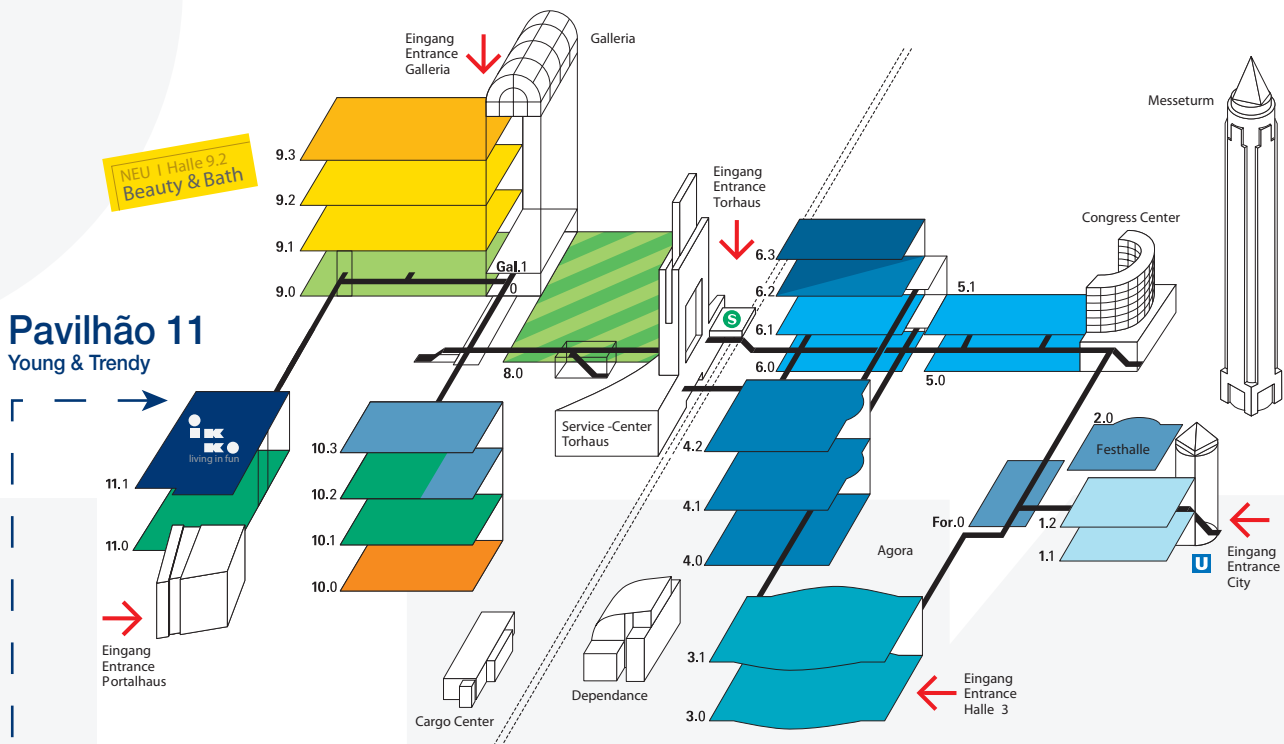 Eingang
Entrance
Galleria
Galleria
Messeturm
NEU I Halle 9.2
Beauty & Bath
9.3
9.2
9.1
9.0
Gal.1
0
Eingang
Entrance
Torhaus
Congress Center
6.3
6.2
6.1
6.0
5.1
5.0
S
8.0
Pavilhão 11
Young & Trendy
living in fun
11.1
11.0
10.3
10.2
10.1
10.0
Service -Center
Torhaus
4.2
4.1
4.0
2.0
Festhalle
For.0
1.2
1.1
U
Eingang
Entrance
City
Agora
Eingang
Entrance
Portalhaus
Cargo Center
Dependance
3.1
3.0
Eingang
Entrance
Halle 3